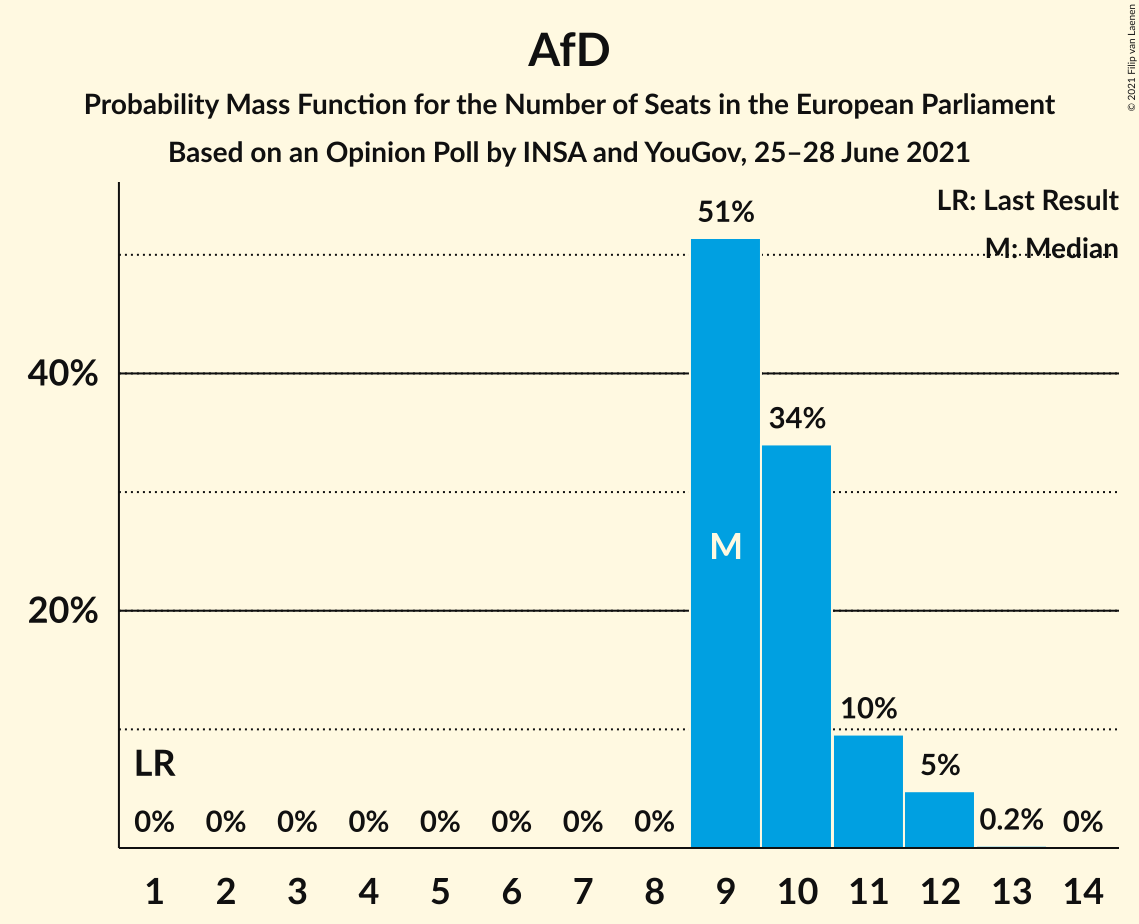 AfD
Probability Mass Function for the Number of Seats in the European Parliament
Based on an Opinion Poll by INSA and YouGov, 25–28 June 2021
© 2021 Filip van Laenen
LR: Last Result
M: Median
51%
40%
34%
M
20%
10%
LR
5%
0% 0% 0% 0% 0% 0% 0% 0% 0.2% 0%
1 2 3 4 5 6 7 8 9 10 11 12 13 14